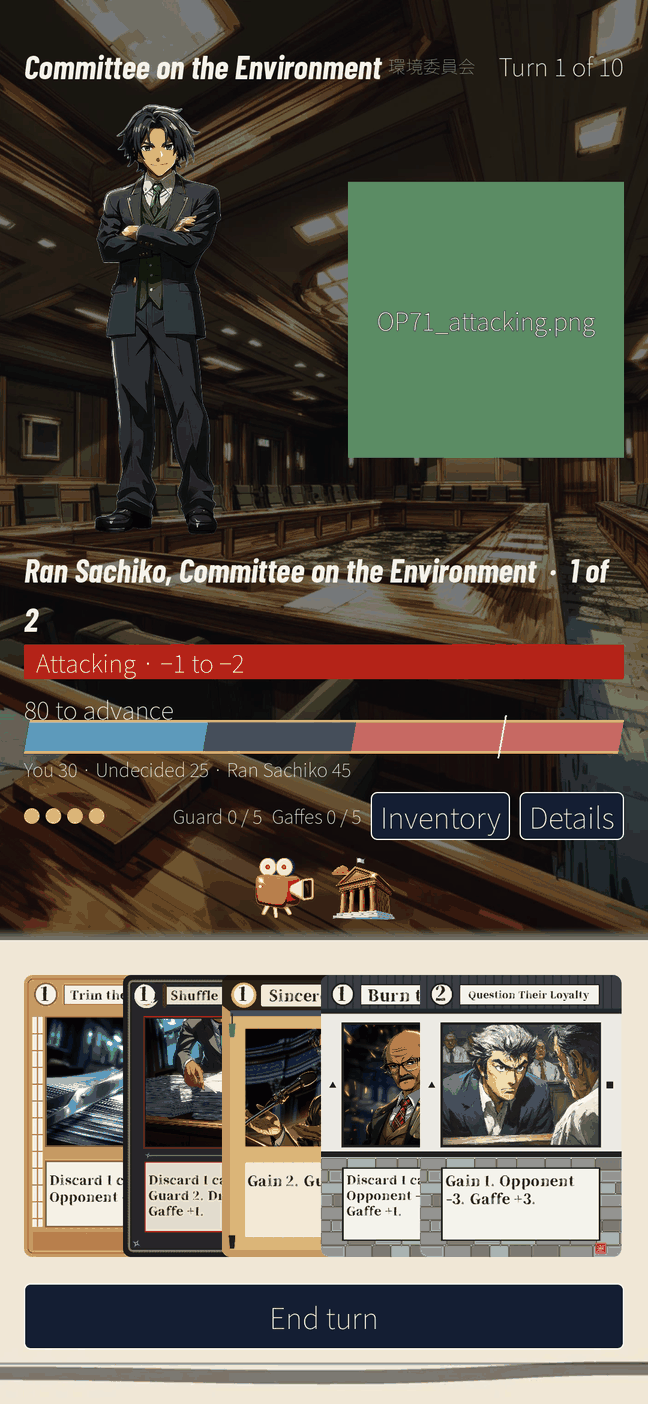 Committee on the Environment 環境委員会 Turn 1 of 10
OP71_attacking.png
Ran Sachiko, Committee on the Environment · 1 of
2
Attacking · −1 to −2
80 to advance
You 30 · Undecided 25 · Ran Sachiko 45
Guard 0 / 5 Gaffes 0 / 5 Inventory Details
1 Trim the
1 Shuffle
1 Sincer
1 Burn t
2 Question Their Loyalty
Discard 1 c
Opponent -
Discard 1 ca
Guard 2. Dr
Gaffe +1.
Gain 2. Gu
Discard 1 ca
Opponent -
Gaffe +1.
Gain 1. Opponent
-3. Gaffe +3.
End turn